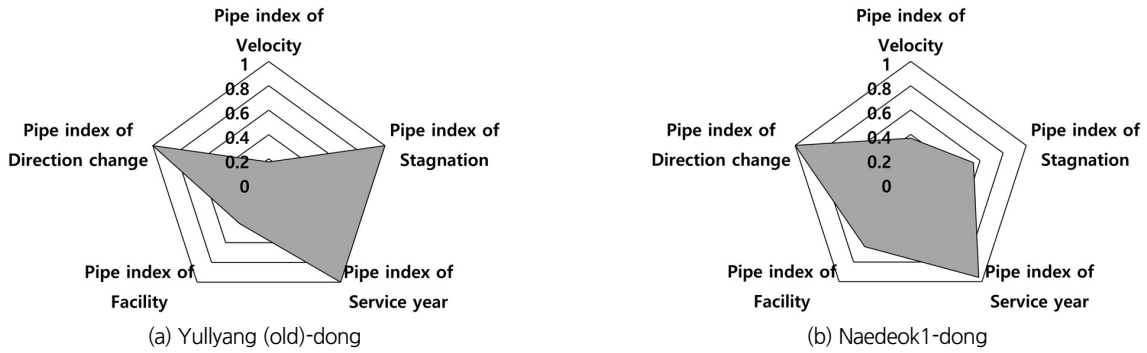 Pipe index of
Velocity
1
0.8
0.6
0.4
0.2
0
Pipe index of
Direction change
Pipe index of
Stagnation
Pipe index of
Facility
Pipe index of
Service year
(a) Yullyang (old)-dong
Pipe index of
Velocity
1
0.8
0.6
0.4
0.2
0
Pipe index of
Direction change
Pipe index of
Stagnation
Pipe index of
Facility
Pipe index of
Service year
(b) Naedeok1-dong